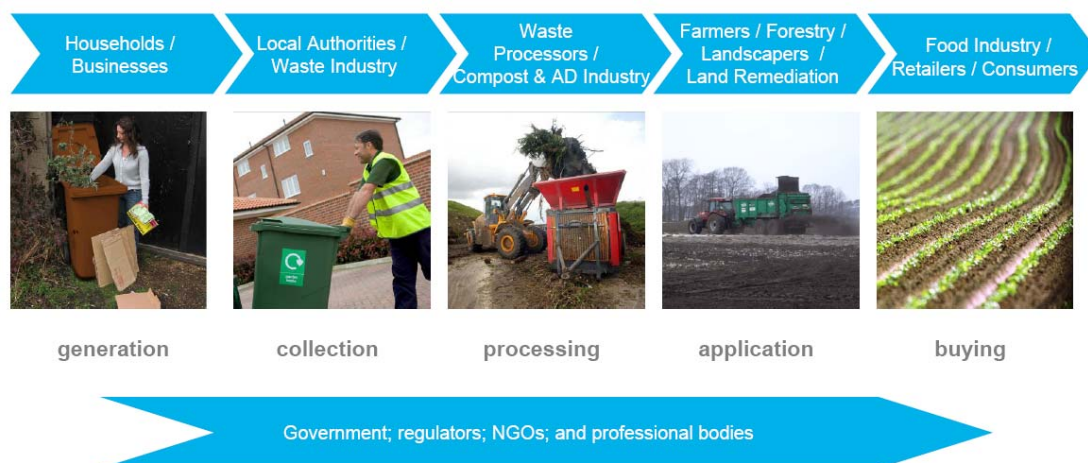 Households /
Businesses
Local Authorities /
Waste Industry
Waste
Processors /
Compost & AD Industry
Farmers / Forestry /
Landscapers /
Land Remediation
Food Industry /
Retailers / Consumers
generation
collection
processing
application
buying
Government; regulators; NGOs; and professional bodies